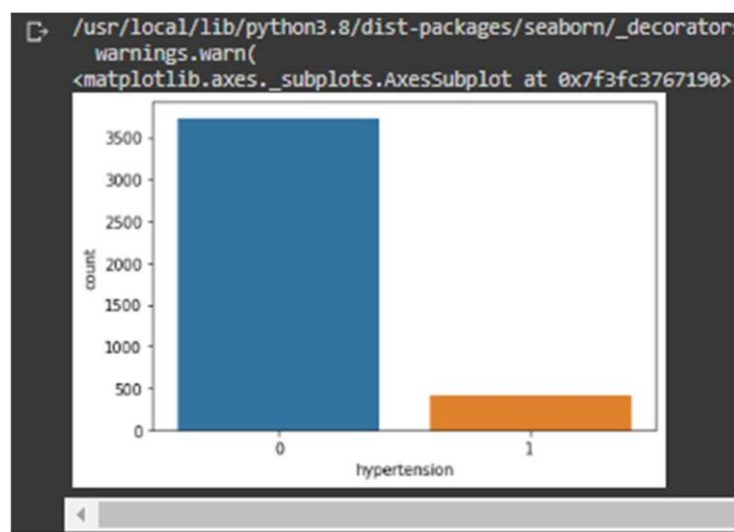 /usr/local/lib/python3.8/dist-packages/seaborn/_decorators
warnings.warn(
<matplotlib.axes._subplots.AxesSubplot at 0x7f3fc3767190>
3500
3000
2500
2000
1500
1000
500
0
count
0 1
hypertension